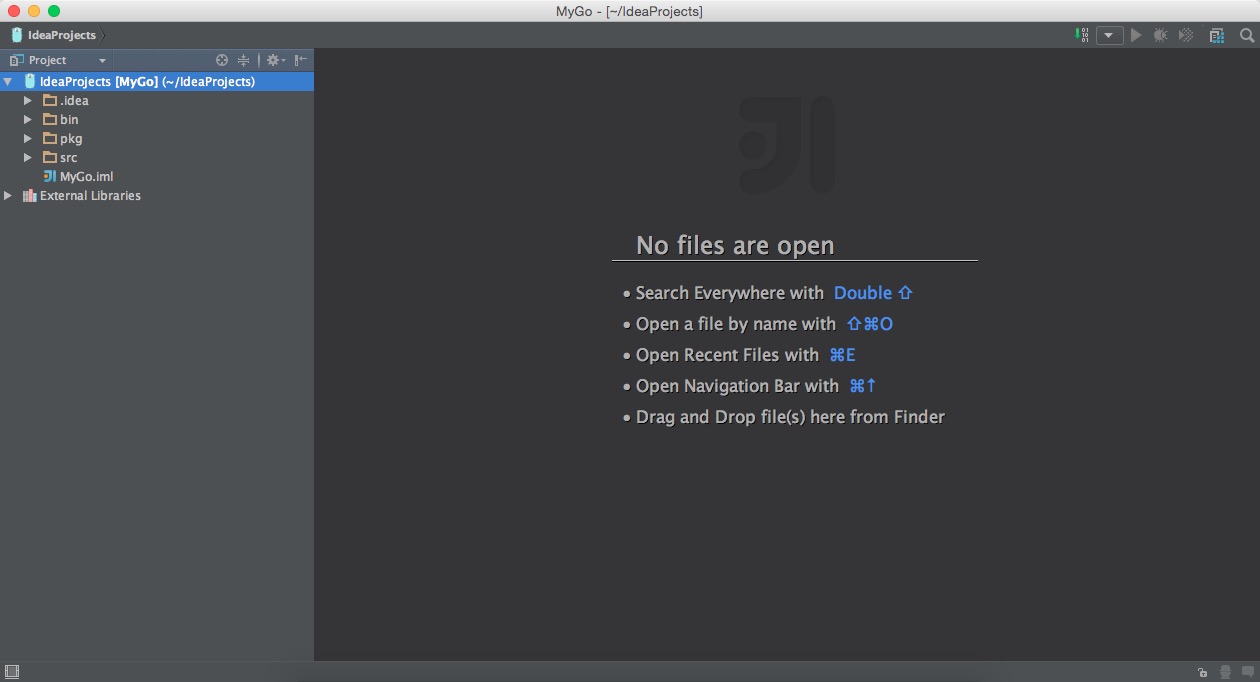 MyGo - [~/IdeaProjects]
IdeaProjects
Project
IdeaProjects [MyGo] (~/IdeaProjects)
.idea
bin
pkg
src
MyGo.iml
External Libraries
No files are open
• Search Everywhere with Double ⇧
• Open a file by name with ⇧⌘O
• Open Recent Files with ⌘E
• Open Navigation Bar with ⌘↑
• Drag and Drop file(s) here from Finder